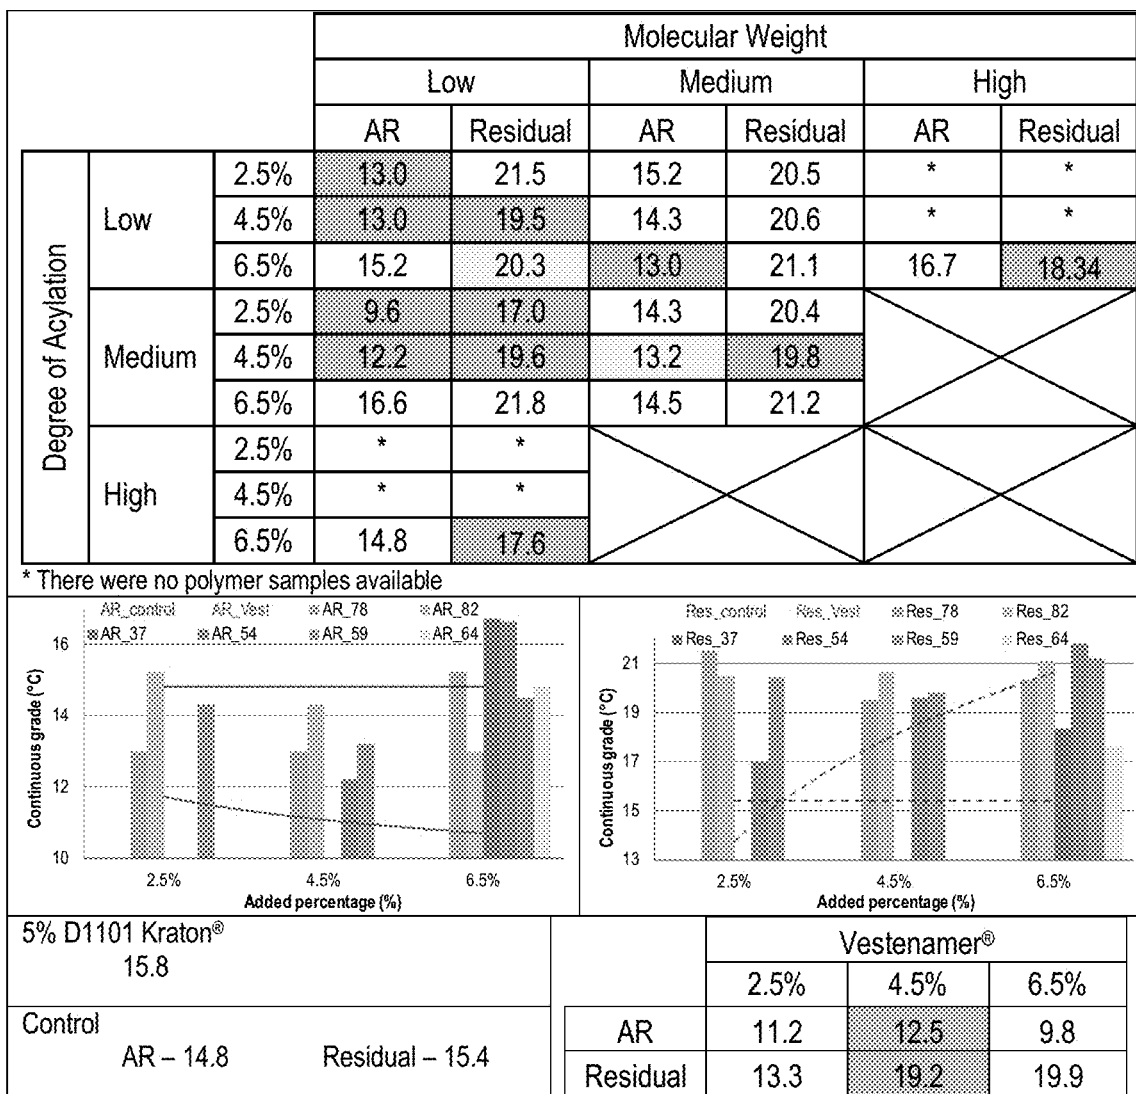 Molecular Weight
Low Medium High
AR Residual AR Residual AR Residual
Degree of Acylation
Low
2.5% 13.0 21.5 15.2 20.5 * *
4.5% 13.0 19.5 14.3 20.6 * *
6.5% 15.2 20.3 13.0 21.1 16.7 18.34
Medium
2.5% 9.6 17.0 14.3 20.4
4.5% 12.2 19.6 13.2 19.8
6.5% 16.6 21.8 14.5 21.2
High
2.5% * *
4.5% * *
6.5% 14.8 17.6
* There were no polymer samples available
AR_control AR_Vest AR_78 AR_82
AR_37 AR_54 AR_59 AR_64
Continuous grade (°C)
16
14
12
10
2.5% 4.5% 6.5%
Added percentage (%)
Res_control Res_Vest Res_78 Res_82
Res_37 Res_54 Res_59 Res_64
Continuous grade (°C)
21
19
17
15
13
2.5% 4.5% 6.5%
Added percentage (%)
5% D1101 Kraton®
15.8
Control
AR – 14.8 Residual – 15.4
Vestenamer®
2.5% 4.5% 6.5%
AR 11.2 12.5 9.8
Residual 13.3 19.2 19.9